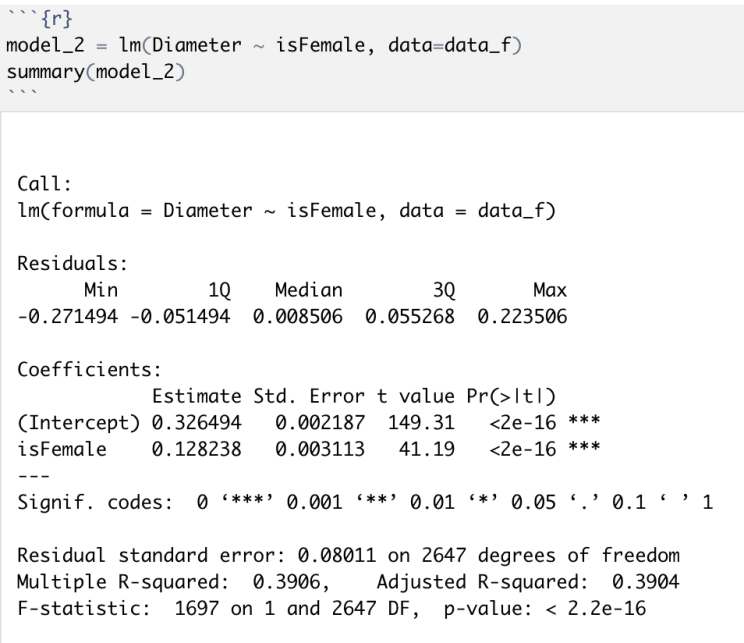 ```{r}
model_2 = lm(Diameter ~ isFemale, data=data_f)
summary(model_2)
```
Call:
lm(formula = Diameter ~ isFemale, data = data_f)
Residuals:
      Min        1Q    Median        3Q       Max
-0.271494 -0.051494  0.008506  0.055268  0.223506
Coefficients:
            Estimate Std. Error t value Pr(>|t|)
(Intercept) 0.326494   0.002187  149.31   <2e-16 ***
isFemale    0.128238   0.003113   41.19   <2e-16 ***
---
Signif. codes:  0 ‘***’ 0.001 ‘**’ 0.01 ‘*’ 0.05 ‘.’ 0.1 ‘ ’ 1
Residual standard error: 0.08011 on 2647 degrees of freedom
Multiple R-squared:  0.3906,	Adjusted R-squared:  0.3904
F-statistic:  1697 on 1 and 2647 DF,  p-value: < 2.2e-16